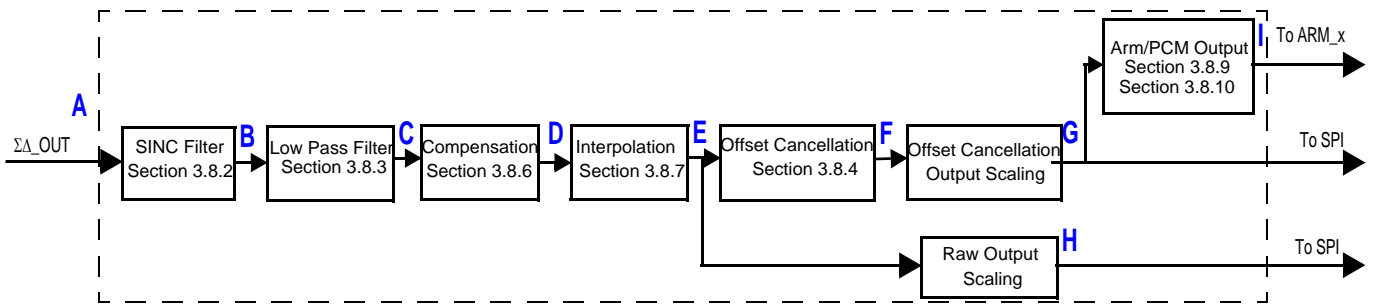 Arm/PCM Output
Section 3.8.9
Section 3.8.10
I
To ARM_x
A
ΣΔ_OUT
SINC Filter
Section 3.8.2
B
Low Pass Filter
Section 3.8.3
C
Compensation
Section 3.8.6
D
Interpolation
Section 3.8.7
E
Offset Cancellation
Section 3.8.4
F
Offset Cancellation
Output Scaling
G
To SPI
Raw Output
Scaling
H
To SPI